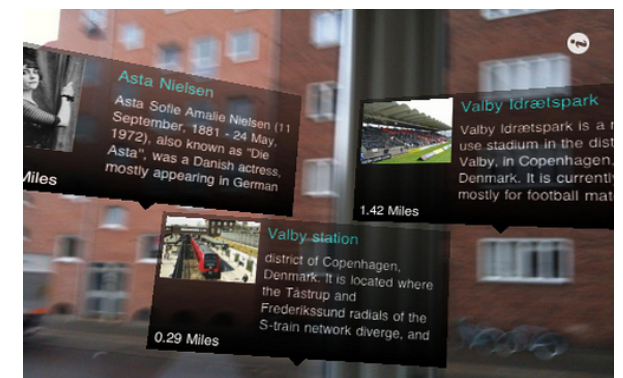 Asta Nielsen
Asta Sofie Amalie Nielsen (11
September, 1881 - 24 May,
1972), also known as "Die
Asta", was a Danish actress,
mostly appearing in German
Miles
Valby Idrætspark
Valby Idrætspark is a
use stadium in the dist
Valby, in Copenhagen,
Denmark. It is currently
mostly for football mat
1.42 Miles
Valby station
district of Copenhagen,
Denmark. It is located where
the Tåstrup and
Frederikssund radials of the
S-train network diverge, and
0.29 Miles
i